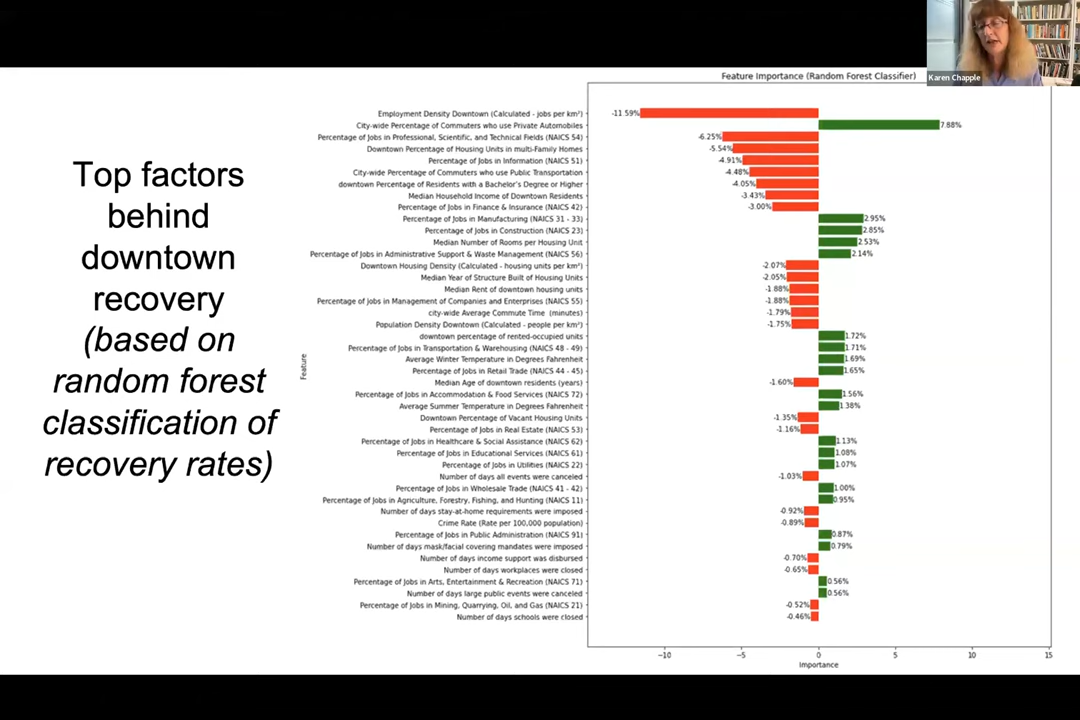 Karen Chapple
Top factors
behind
downtown
recovery
(based on
random forest
classification of
recovery rates)
Feature Importance (Random Forest Classifier)
Feature
Employment Density Downtown (Calculated - jobs per km²) -11.59%
City-wide Percentage of Commuters who use Private Automobiles 7.88%
Percentage of Jobs in Professional, Scientific, and Technical Fields (NAICS 54) -6.25%
Downtown Percentage of Housing Units in multi-Family Homes -5.54%
Percentage of Jobs in Information (NAICS 51) -4.91%
City-wide Percentage of Commuters who use Public Transportation -4.48%
downtown Percentage of Residents with a Bachelor's Degree or Higher -4.05%
Median Household Income of Downtown Residents -3.43%
Percentage of Jobs in Finance & Insurance (NAICS 42) -3.00%
Percentage of Jobs in Manufacturing (NAICS 31 - 33) 2.95%
Percentage of Jobs in Construction (NAICS 23) 2.85%
Median Number of Rooms per Housing Unit 2.53%
Percentage of Jobs in Administrative Support & Waste Management (NAICS 56) 2.14%
Downtown Housing Density (Calculated - housing units per km²) -2.07%
Median Year of Structure Built of Housing Units -2.05%
Median Rent of downtown housing units -1.88%
Percentage of Jobs in Management of Companies and Enterprises (NAICS 55) -1.88%
city-wide Average Commute Time (minutes) -1.79%
Population Density Downtown (Calculated - people per km²) -1.75%
downtown percentage of rented-occupied units 1.72%
Percentage of Jobs in Transportation & Warehousing (NAICS 48 - 49) 1.71%
Average Winter Temperature in Degrees Fahrenheit 1.69%
Percentage of Jobs in Retail Trade (NAICS 44 - 45) 1.65%
Median Age of downtown residents (years) -1.60%
Percentage of Jobs in Accommodation & Food Services (NAICS 72) 1.56%
Average Summer Temperature in Degrees Fahrenheit 1.38%
Downtown Percentage of Vacant Housing Units -1.35%
Percentage of Jobs in Real Estate (NAICS 53) -1.16%
Percentage of Jobs in Healthcare & Social Assistance (NAICS 62) 1.13%
Percentage of Jobs in Educational Services (NAICS 61) 1.08%
Percentage of Jobs in Utilities (NAICS 22) 1.07%
Number of days all events were canceled -1.03%
Percentage of Jobs in Wholesale Trade (NAICS 41 - 42) 1.00%
Percentage of Jobs in Agriculture, Forestry, Fishing, and Hunting (NAICS 11) 0.95%
Number of days stay-at-home requirements were imposed -0.92%
Crime Rate (Rate per 100,000 population) -0.89%
Percentage of Jobs in Public Administration (NAICS 91) 0.87%
Number of days mask/facial covering mandates were imposed 0.79%
Number of days income support was disbursed -0.70%
Number of days workplaces were closed -0.65%
Percentage of Jobs in Arts, Entertainment & Recreation (NAICS 71) 0.56%
Number of days large public events were canceled 0.56%
Percentage of Jobs in Mining, Quarrying, Oil, and Gas (NAICS 21) -0.52%
Number of days schools were closed -0.46%
-10 -5 0 5 10 15
Importance